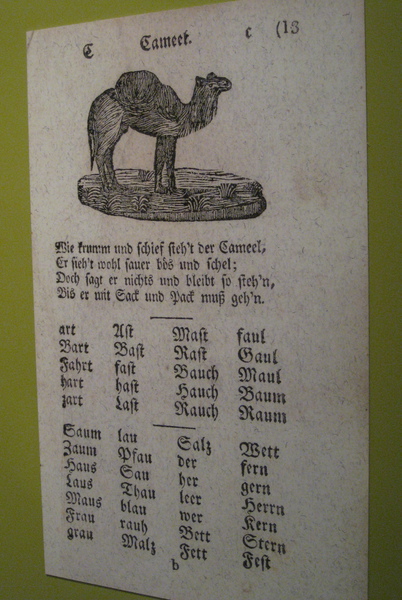 C Cameel. c (13
Wie krumm und schief steh't der Cameel,
Er sieh't wohl sauer bös und schel;
Doch sagt er nichts und bleibt so steh'n,
Bis er mit Sack und Pack muß geh'n.
art Ast Mast faul
Bart Bast Rast Gaul
Fahrt fast Bauch Maul
hart hast Hauch Baum
zart Last Rauch Raum
Saum lau Salz Wett
Zaum Pfau der fern
Haus Sau her gern
Laus Thau leer Herrn
Maus blau wer Kern
Frau rauh Bett Stern
grau Malz Fett Fest
b